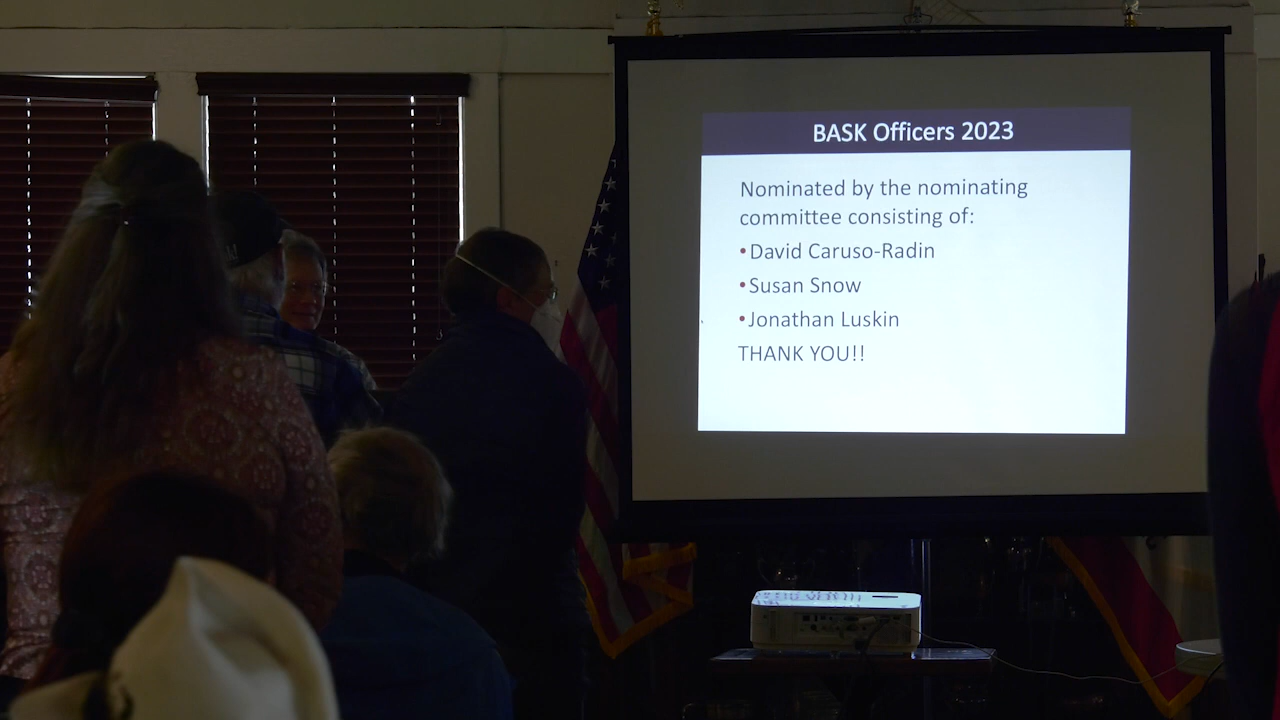 BASK Officers 2023
Nominated by the nominating
committee consisting of:
•David Caruso-Radin
•Susan Snow
•Jonathan Luskin
THANK YOU!!